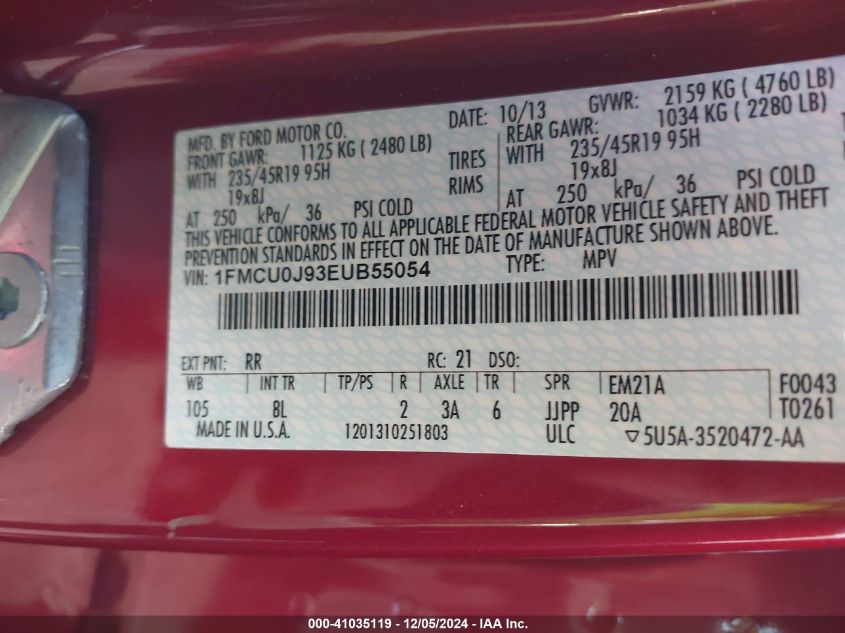 MFD. BY FORD MOTOR CO. DATE: 10/13 GVWR: 2159 KG ( 4760 LB)
FRONT GAWR: 1125 KG ( 2480 LB) REAR GAWR: 1034 KG ( 2280 LB)
WITH 235/45R19 95H TIRES WITH 235/45R19 95H
19x8J RIMS 19x8J
AT 250 kPa/ 36 PSI COLD AT 250 kPa/ 36 PSI COLD
THIS VEHICLE CONFORMS TO ALL APPLICABLE FEDERAL MOTOR VEHICLE SAFETY AND THEFT
PREVENTION STANDARDS IN EFFECT ON THE DATE OF MANUFACTURE SHOWN ABOVE.
VIN: 1FMCU0J93EUB55054 TYPE: MPV
EXT PNT: RR RC: 21 DSO:
WB INT TR TP/PS R AXLE TR SPR EM21A F0043
105 8L 2 3A 6 JJPP 20A T0261
MADE IN U.S.A. 1201310251803 ULC ▽5U5A-3520472-AA
000-41035119 - 12/05/2024 - IAA Inc.